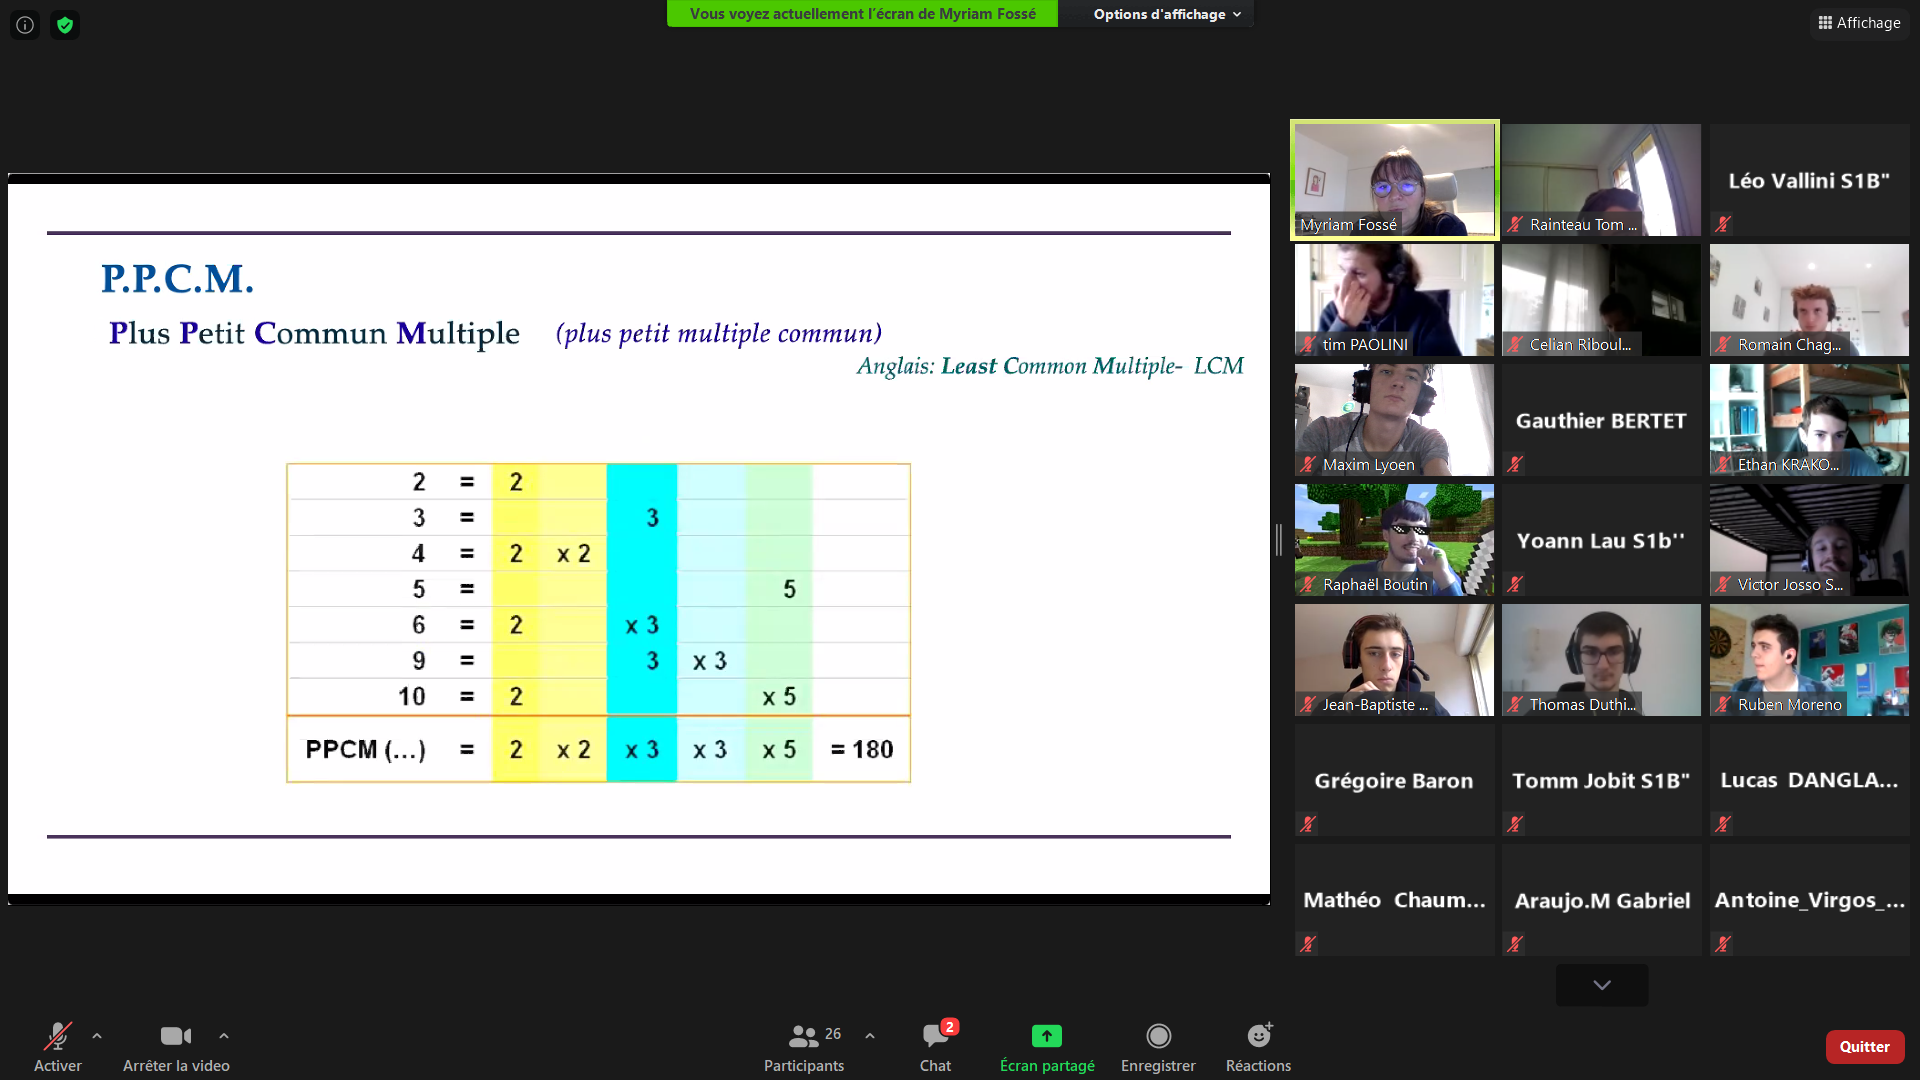 Vous voyez actuellement l'écran de Myriam Fossé
Options d'affichage
Affichage
P.P.C.M.
Plus Petit Commun Multiple (plus petit multiple commun)
Anglais: Least Common Multiple- LCM
2 = 2
3 = 3
4 = 2 x 2
5 = 5
6 = 2 x 3
9 = 3 x 3
10 = 2 x 5
PPCM (...) = 2 x 2 x 3 x 3 x 5 = 180
Myriam Fossé
Rainteau Tom ...
Léo Vallini S1B"
tim PAOLINI
Celian Riboul...
Romain Chag...
Maxim Lyoen
Gauthier BERTET
Ethan KRAKO...
Raphaël Boutin
Yoann Lau S1b''
Victor Josso S...
Jean-Baptiste ...
Thomas Duthi...
Ruben Moreno
Grégoire Baron
Tomm Jobit S1B"
Lucas DANGLA...
Mathéo Chaum...
Araujo.M Gabriel
Antoine_Virgos_...
Activer
Arrêter la video
Participants 26
Chat 2
Écran partagé
Enregistrer
Réactions
Quitter